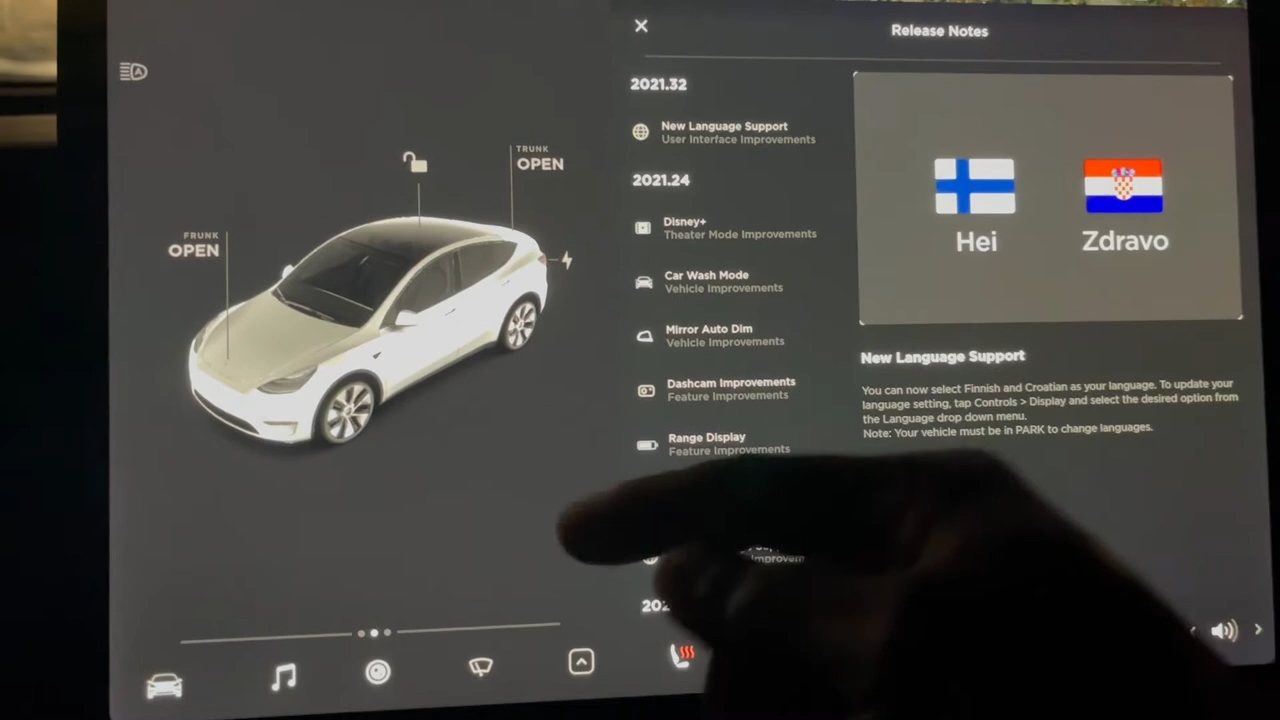 Release Notes
TRUNK
OPEN
FRUNK
OPEN
2021.32
New Language Support
User Interface Improvements
2021.24
Disney+
Theater Mode Improvements
Car Wash Mode
Vehicle Improvements
Mirror Auto Dim
Vehicle Improvements
Dashcam Improvements
Feature Improvements
Range Display
Feature Improvements
Hei
Zdravo
New Language Support
You can now select Finnish and Croatian as your language. To update your
language setting, tap Controls > Display and select the desired option from
the Language drop down menu.
Note: Your vehicle must be in PARK to change languages.